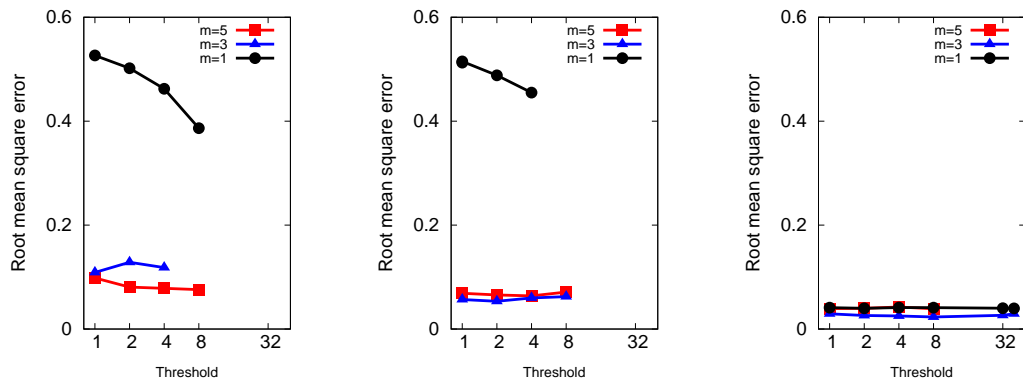 Root mean square error
0.6
0.4
0.2
0
1 2 4 8 32
Threshold
m=5
m=3
m=1
Root mean square error
0.6
0.4
0.2
0
1 2 4 8 32
Threshold
m=5
m=3
m=1
Root mean square error
0.6
0.4
0.2
0
1 2 4 8 32
Threshold
m=5
m=3
m=1